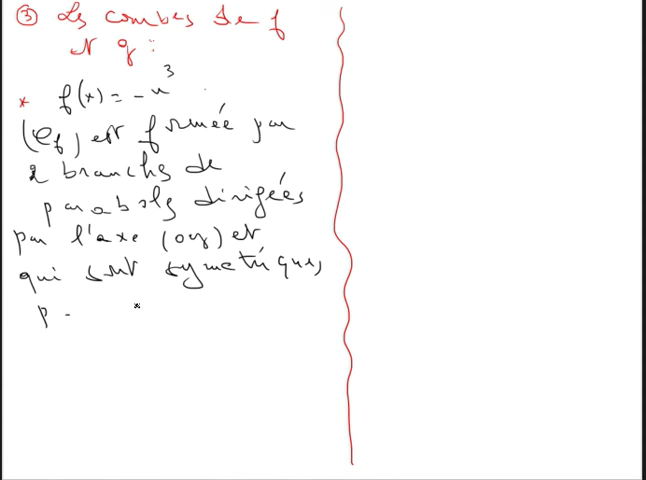 ③ Les courbes de f
et g :
* f(x) = -x³
(Cf) est formée par
2 branches de
paraboles dirigées
par l'axe (oy) et
qui sont symetriques
p -